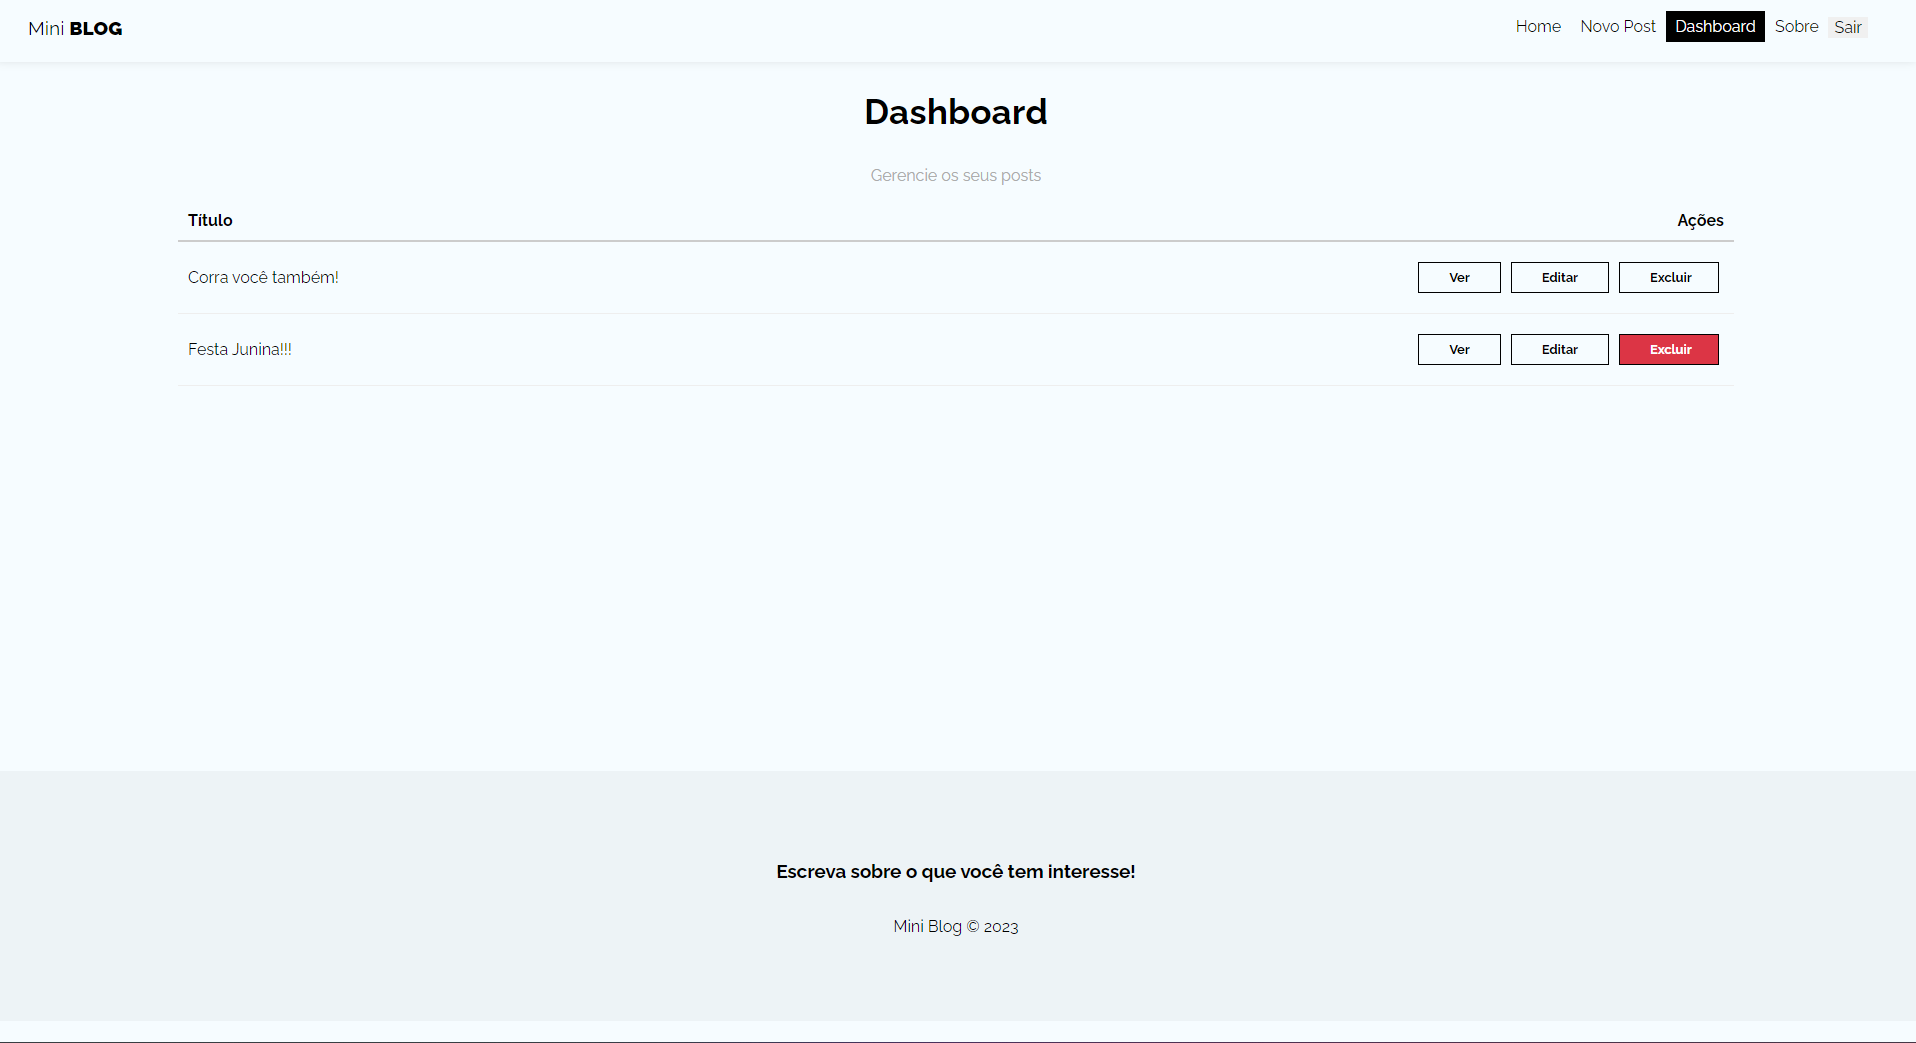 Mini BLOG Home Novo Post Dashboard Sobre Sair
Dashboard
Gerencie os seus posts
Título Ações
Corra você também! Ver Editar Excluir
Festa Junina!!! Ver Editar Excluir
Escreva sobre o que você tem interesse!
Mini Blog © 2023